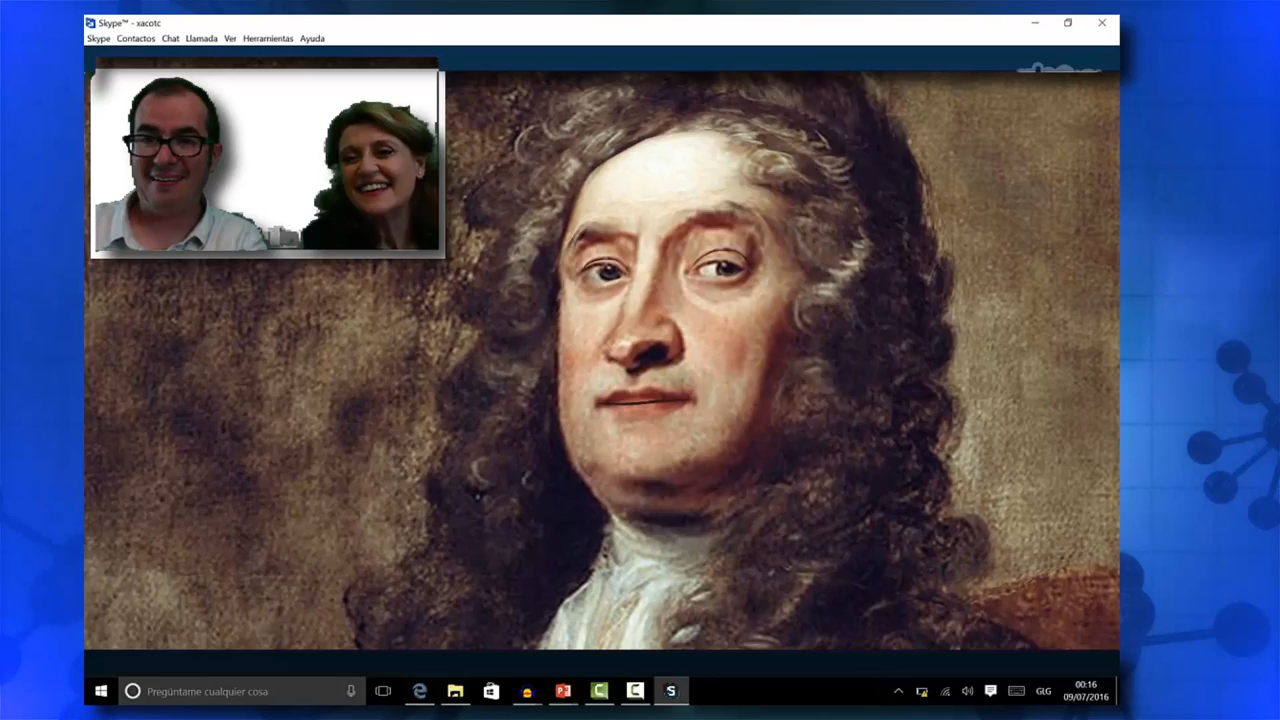 Skype™ - xacotc
Skype Contactos Chat Llamada Ver Herramientas Ayuda
Pregúntame cualquier cosa
GLG
00:16
09/07/2016